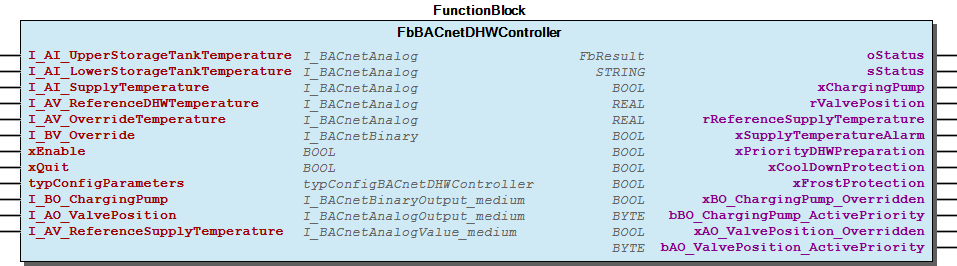 FunctionBlock
FbBACnetDHWController
I_AI_UpperStorageTankTemperature I_BACnetAnalog FbResult oStatus
I_AI_LowerStorageTankTemperature I_BACnetAnalog STRING sStatus
I_AI_SupplyTemperature I_BACnetAnalog BOOL xChargingPump
I_AV_ReferenceDHWTemperature I_BACnetAnalog REAL rValvePosition
I_AV_OverrideTemperature I_BACnetAnalog REAL rReferenceSupplyTemperature
I_BV_Override I_BACnetBinary BOOL xSupplyTemperatureAlarm
xEnable BOOL BOOL xPriorityDHWPreparation
xQuit BOOL BOOL xCoolDownProtection
typConfigParameters typConfigBACnetDHWController BOOL xFrostProtection
I_BO_ChargingPump I_BACnetBinaryOutput_medium BOOL xBO_ChargingPump_Overridden
I_AO_ValvePosition I_BACnetAnalogOutput_medium BYTE bBO_ChargingPump_ActivePriority
I_AV_ReferenceSupplyTemperature I_BACnetAnalogValue_medium BOOL xAO_ValvePosition_Overridden
BYTE bAO_ValvePosition_ActivePriority